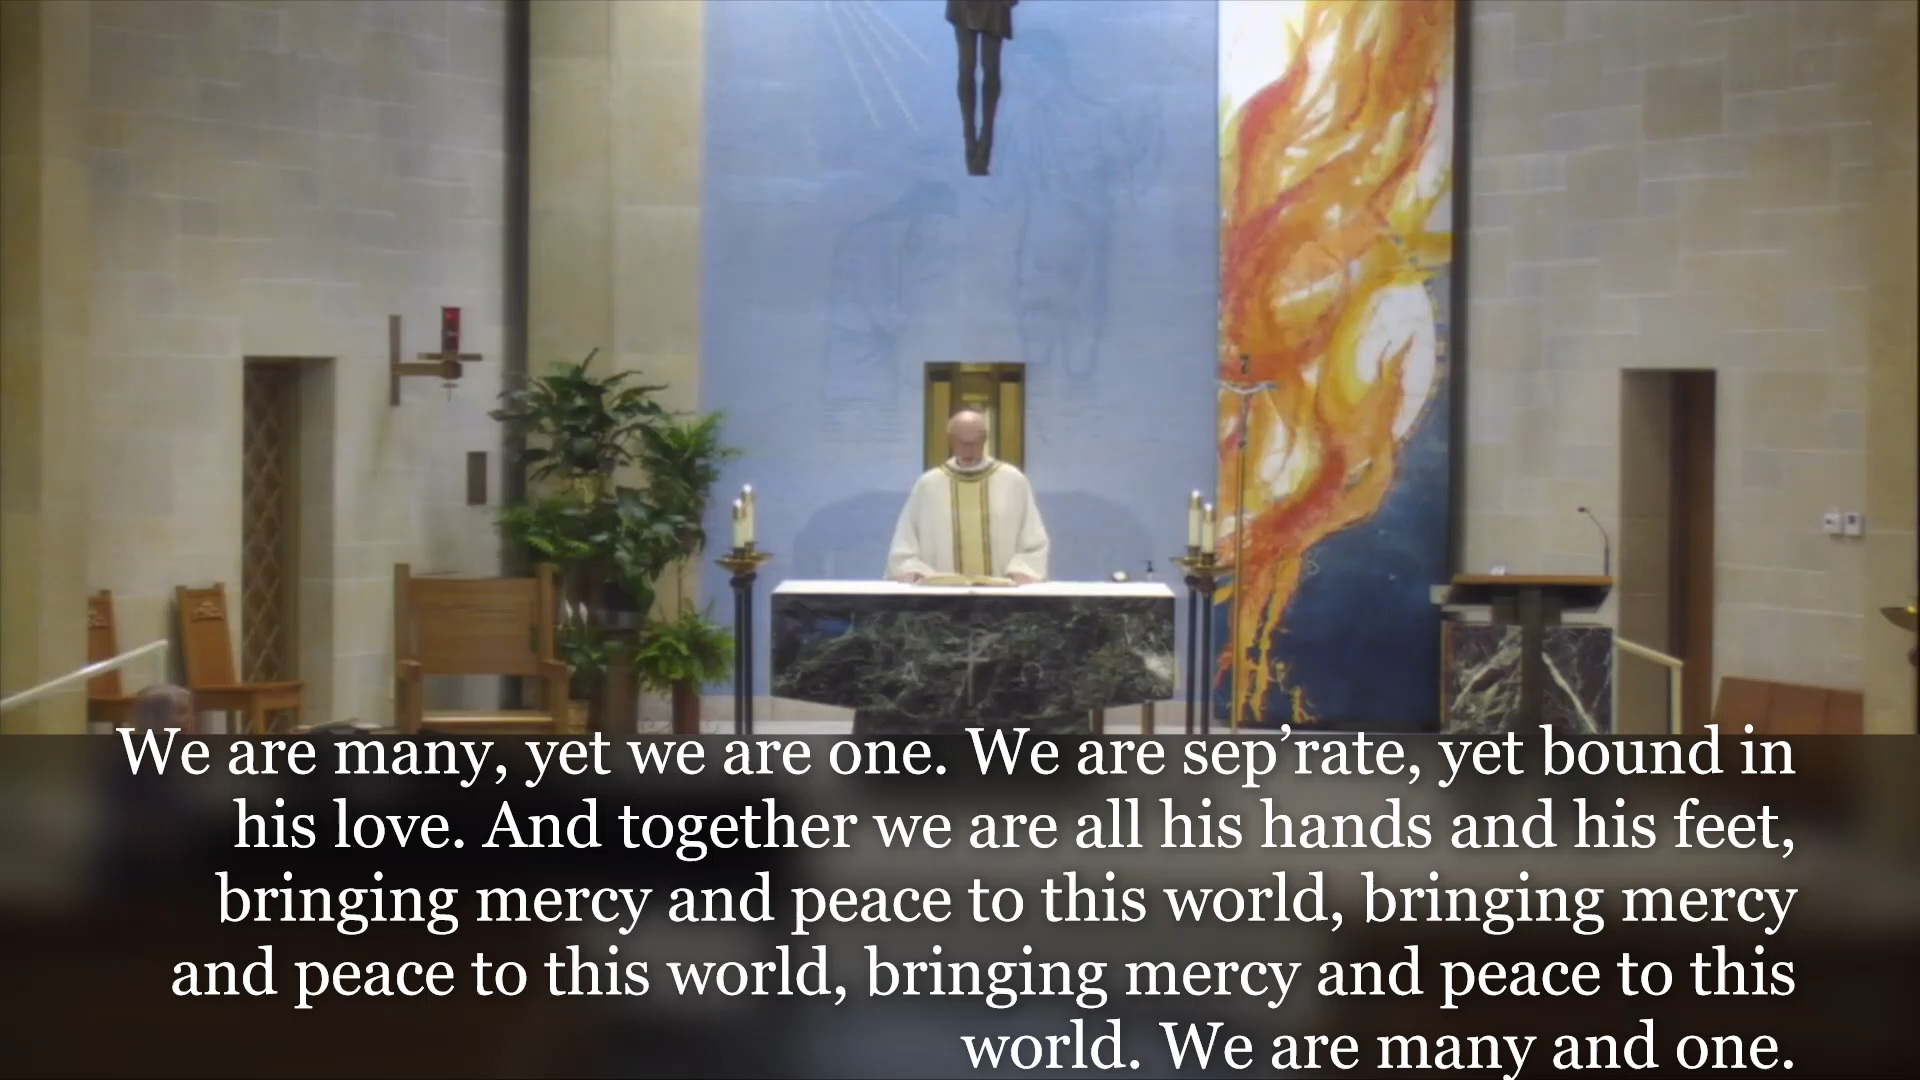 We are many, yet we are one. We are sep’rate, yet bound in
his love. And together we are all his hands and his feet,
bringing mercy and peace to this world, bringing mercy
and peace to this world, bringing mercy and peace to this
world. We are many and one.